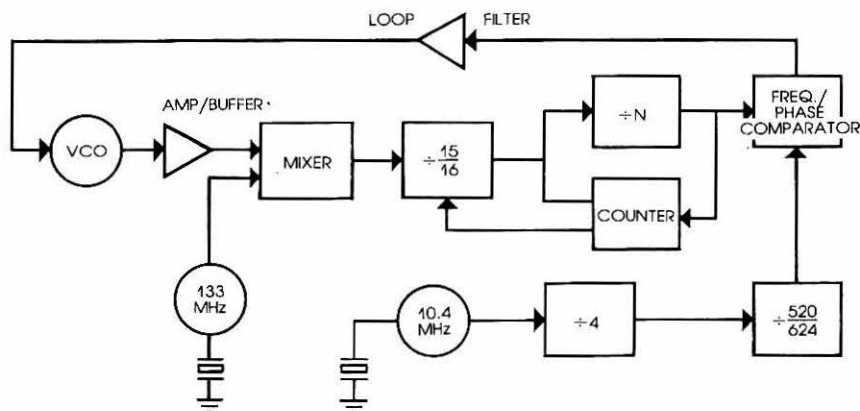 LOOP FILTER
AMP/BUFFER
VCO
MIXER
÷ 15
16
÷N
COUNTER
FREQ./
PHASE
COMPARATOR
133
MHz
10.4
MHz
÷4
÷ 520
624